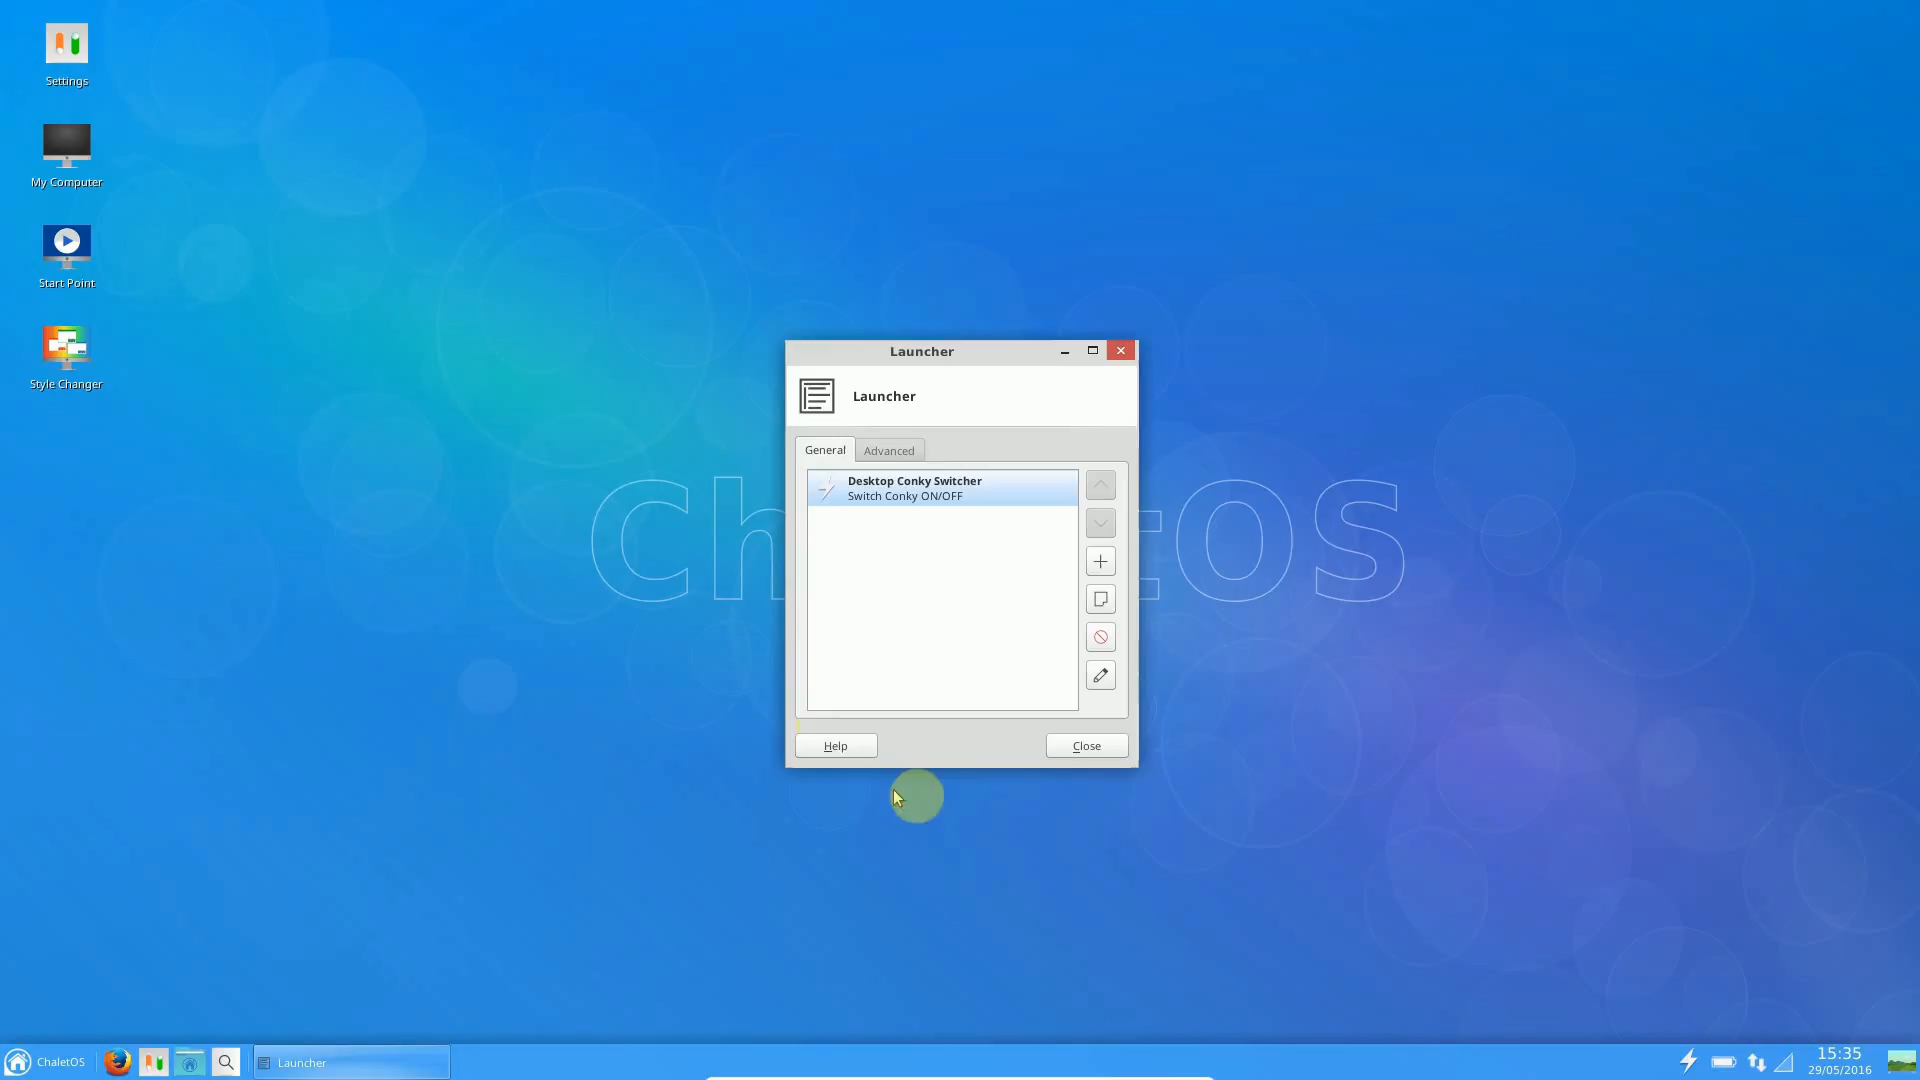 Settings
My Computer
Start Point
Style Changer
Launcher
Launcher
General
Advanced
Desktop Conky Switcher
Switch Conky ON/OFF
Help
Close
ChaletOS
Launcher
15:35
29/05/2016